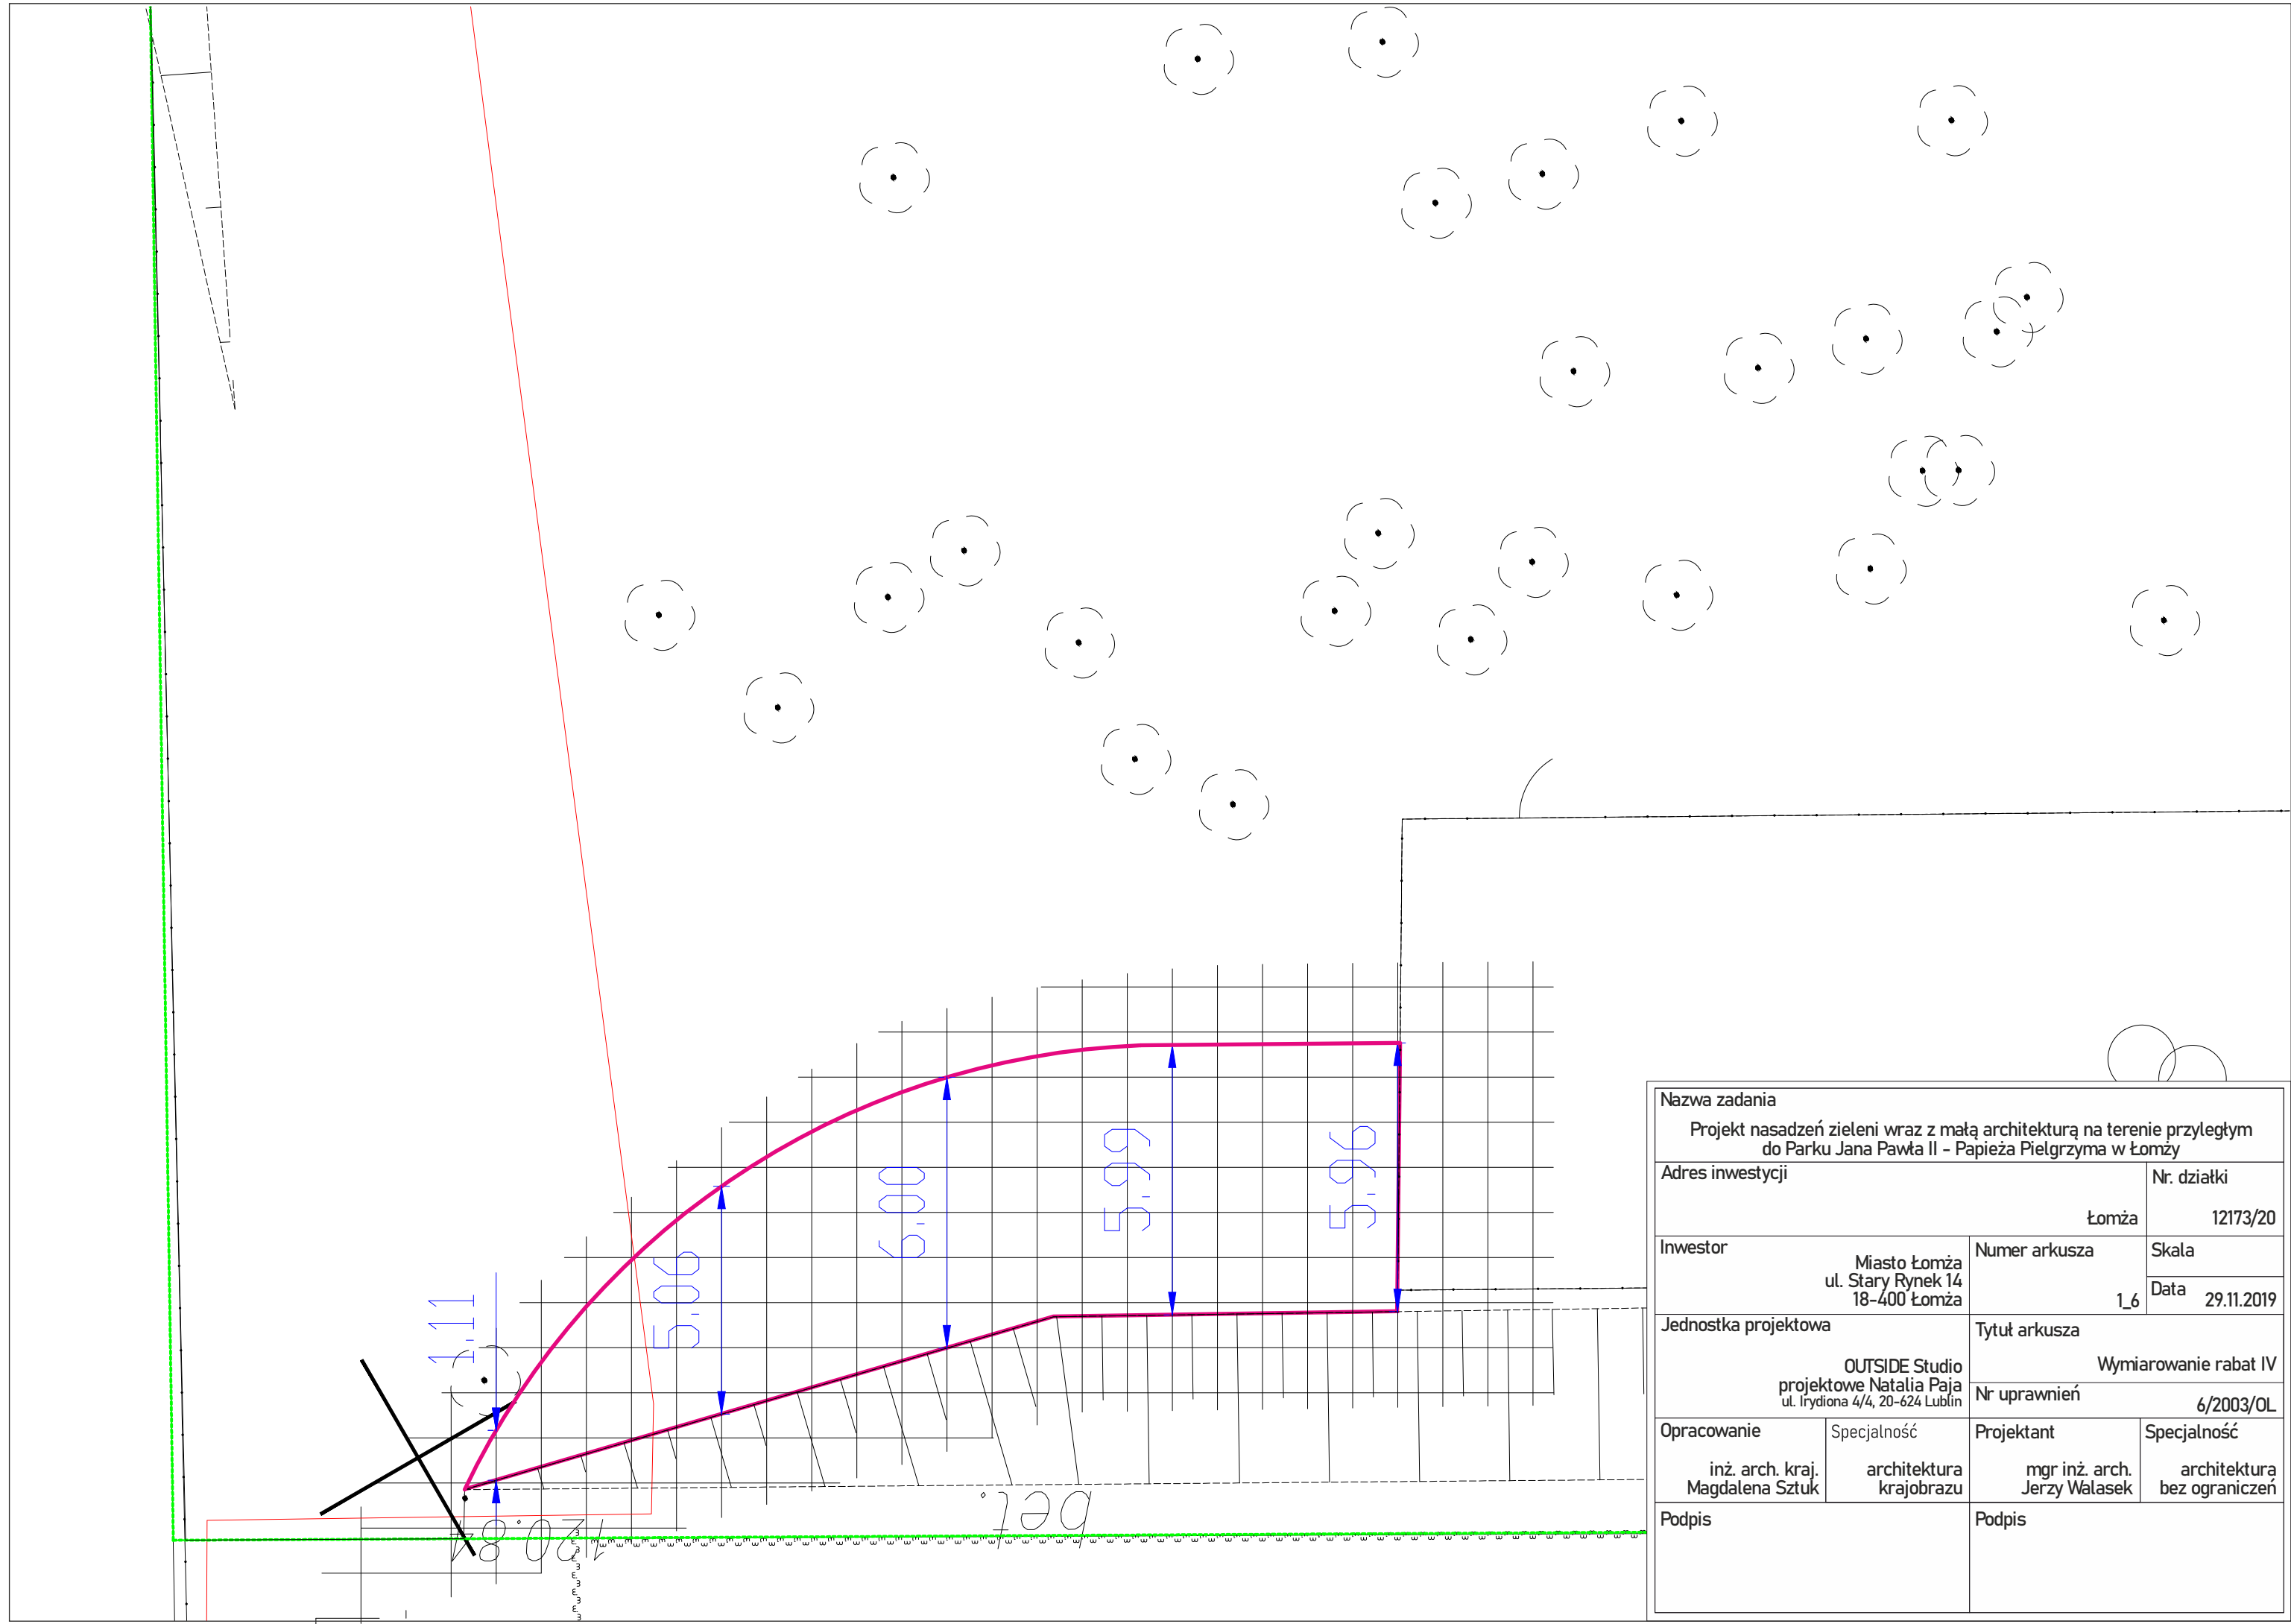 1.11
5.06
6.00
5.99
5.96
120.84
bet.
Nazwa zadania
Projekt nasadzeń zieleni wraz z małą architekturą na terenie przyległym
do Parku Jana Pawła II - Papieża Pielgrzyma w Łomży
Adres inwestycji
Łomża
Nr. działki
12173/20
Inwestor
Miasto Łomża
ul. Stary Rynek 14
18-400 Łomża
Numer arkusza
1_6
Skala
Data
29.11.2019
Jednostka projektowa
OUTSIDE Studio
projektowe Natalia Paja
ul. Irydiona 4/4, 20-624 Lublin
Tytuł arkusza
Wymiarowanie rabat IV
Nr uprawnień
6/2003/OL
Opracowanie
inż. arch. kraj.
Magdalena Sztuk
Specjalność
architektura
krajobrazu
Projektant
mgr inż. arch.
Jerzy Walasek
Specjalność
architektura
bez ograniczeń
Podpis
Podpis